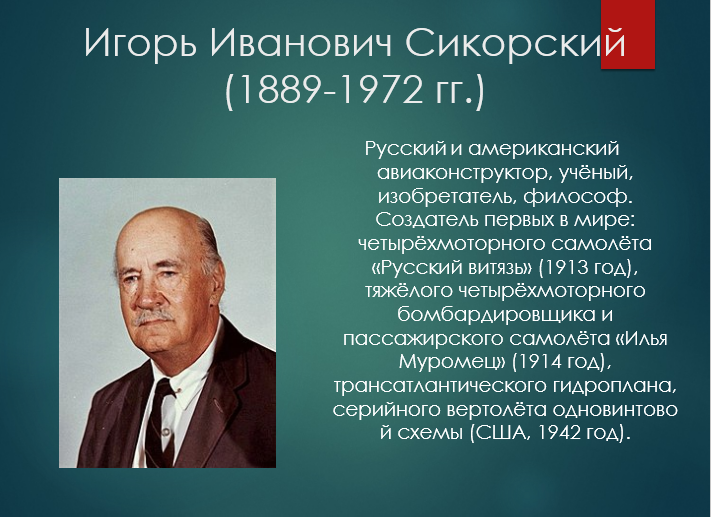 Игорь Иванович Сикорский
(1889-1972 гг.)
Русский и американский
авиаконструктор, учёный,
изобретатель, философ.
Создатель первых в мире:
четырёхмоторного самолёта
«Русский витязь» (1913 год),
тяжёлого четырёхмоторного
бомбардировщика и
пассажирского самолёта «Илья
Муромец» (1914 год),
трансатлантического гидроплана,
серийного вертолёта одновинтово
й схемы (США, 1942 год).